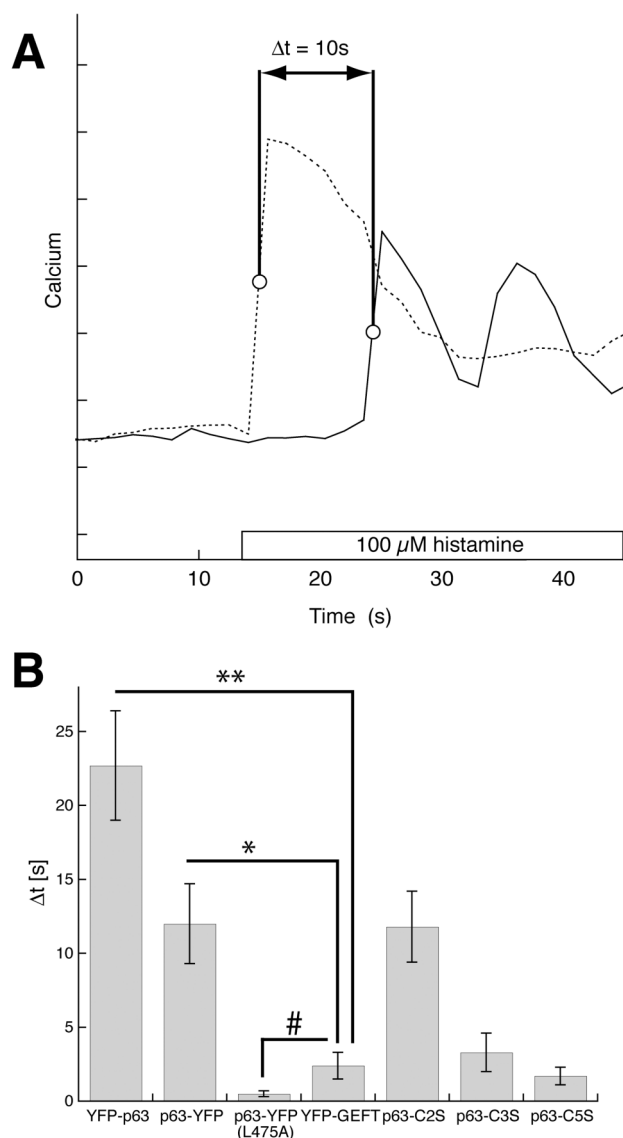 A
Δt = 10s
Calcium
100 µM histamine
0 10 20 30 40
Time (s)
B
**
*
#
Δt [s]
25
20
15
10
5
0
YFP-p63 p63-YFP p63-YFP YFP-GEFT p63-C2S p63-C3S p63-C5S
(L475A)